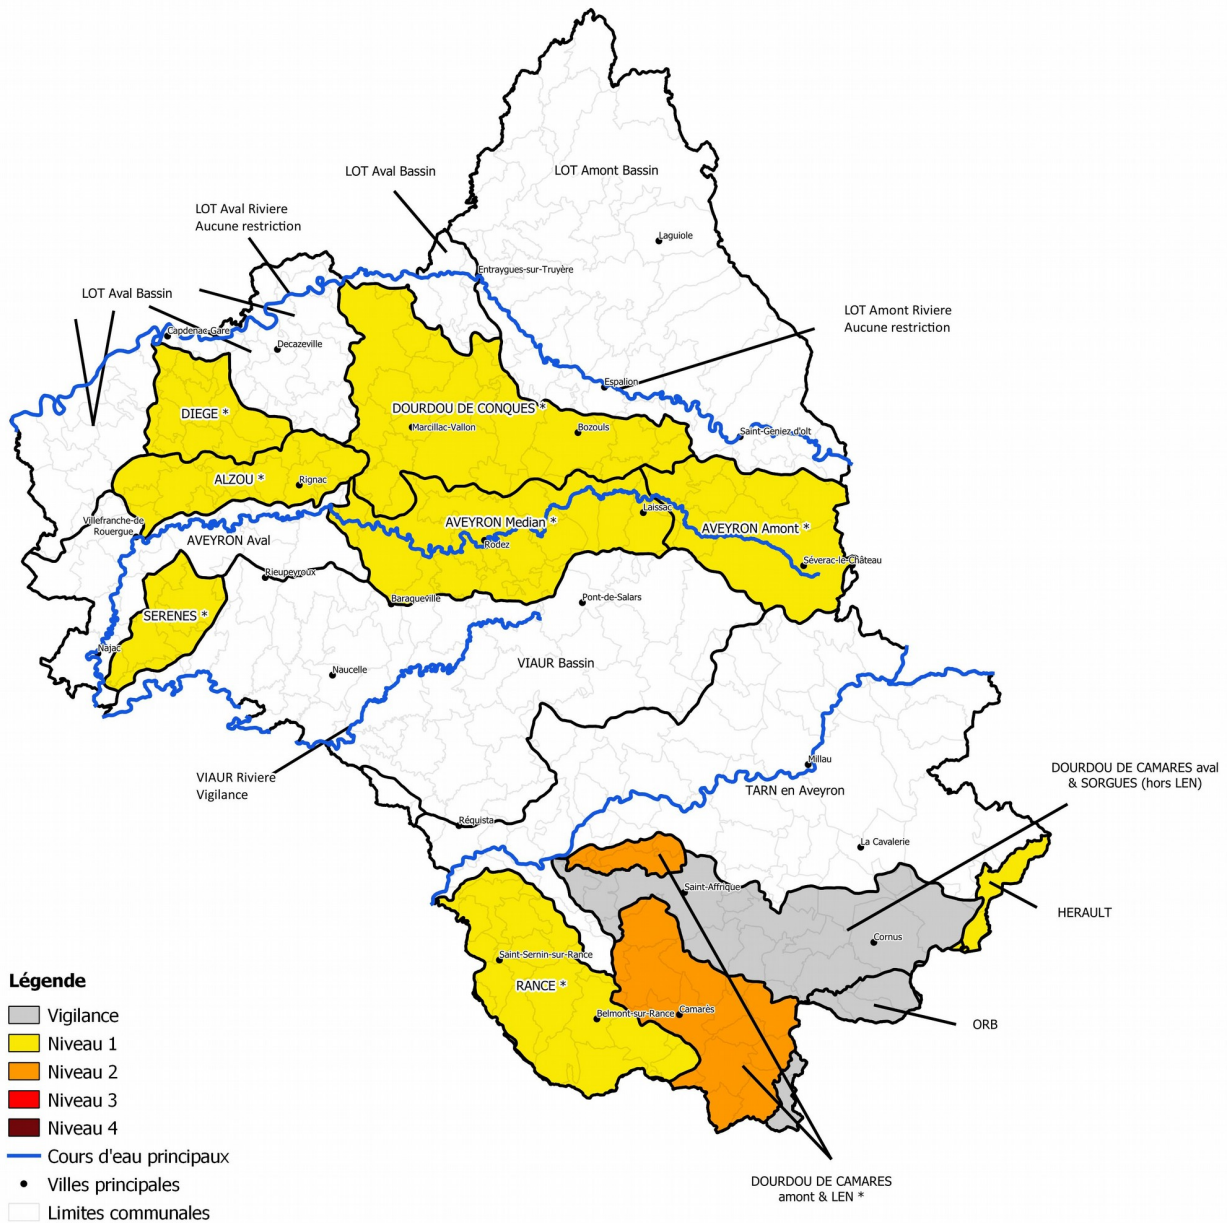 LOT Aval Bassin
LOT Amont Bassin
LOT Aval Riviere
Aucune restriction
Laguiole
Entraygues-sur-Truyère
LOT Aval Bassin
LOT Amont Riviere
Aucune restriction
Capdenac-Gare
Decazeville
Espalion
DIEGE *
DOURDOU DE CONQUES *
Marcillac-Vallon
Bozouls
Saint-Geniez-d'olt
ALZOU *
Rignac
Villefranche-de
Rouergue
AVEYRON Aval
AVEYRON Median *
Rodez
Laissac
AVEYRON Amont *
Séverac-le-Château
Rieupeyroux
Baraqueville
Pont-de-Salars
SERENES *
Najac
Naucelle
VIAUR Bassin
VIAUR Riviere
Vigilance
Millau
TARN en Aveyron
DOURDOU DE CAMARES aval
& SORGUES (hors LEN)
Réquista
La Cavalerie
Saint-Affrique
HERAULT
Cornus
Saint-Sernin-sur-Rance
RANCE *
Belmont-sur-Rance
Camarès
ORB
DOURDOU DE CAMARES
amont & LEN *
Légende
Vigilance
Niveau 1
Niveau 2
Niveau 3
Niveau 4
Cours d'eau principaux
Villes principales
Limites communales